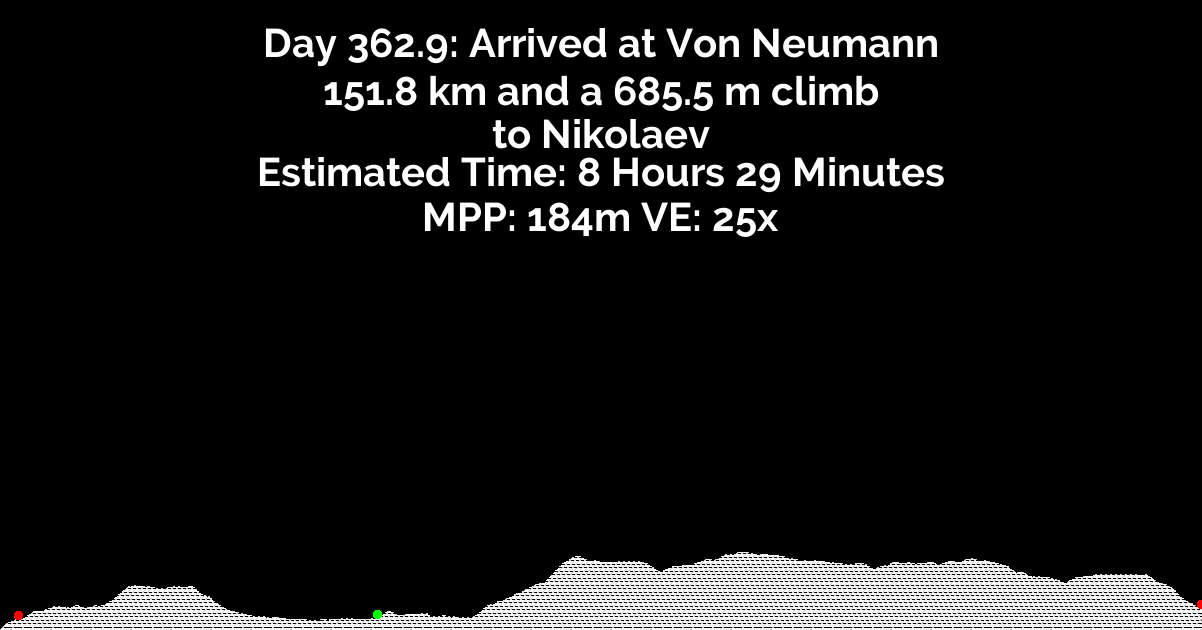 Day 362.9: Arrived at Von Neumann
151.8 km and a 685.5 m climb
to Nikolaev
Estimated Time: 8 Hours 29 Minutes
MPP: 184m VE: 25x